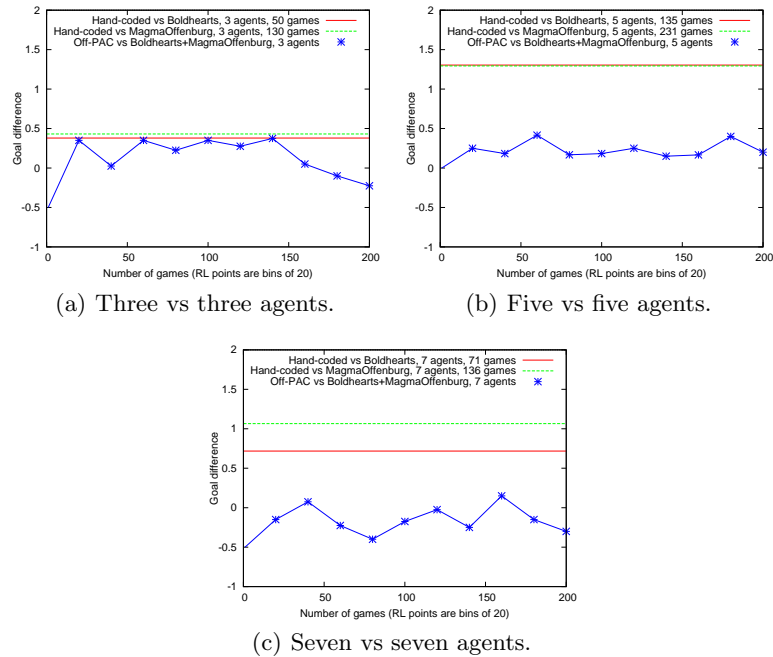 Hand-coded vs Boldhearts, 3 agents, 50 games
Hand-coded vs MagmaOffenburg, 3 agents, 130 games
Off-PAC vs Boldhearts+MagmaOffenburg, 3 agents
2
1.5
1
0.5
0
-0.5
-1
Goal difference
0 50 100 150 200
Number of games (RL points are bins of 20)
(a) Three vs three agents.
Hand-coded vs Boldhearts, 5 agents, 135 games
Hand-coded vs MagmaOffenburg, 5 agents, 231 games
Off-PAC vs Boldhearts+MagmaOffenburg, 5 agents
2
1.5
1
0.5
0
-0.5
-1
Goal difference
0 50 100 150 200
Number of games (RL points are bins of 20)
(b) Five vs five agents.
Hand-coded vs Boldhearts, 7 agents, 71 games
Hand-coded vs MagmaOffenburg, 7 agents, 136 games
Off-PAC vs Boldhearts+MagmaOffenburg, 7 agents
2
1.5
1
0.5
0
-0.5
-1
Goal difference
0 50 100 150 200
Number of games (RL points are bins of 20)
(c) Seven vs seven agents.